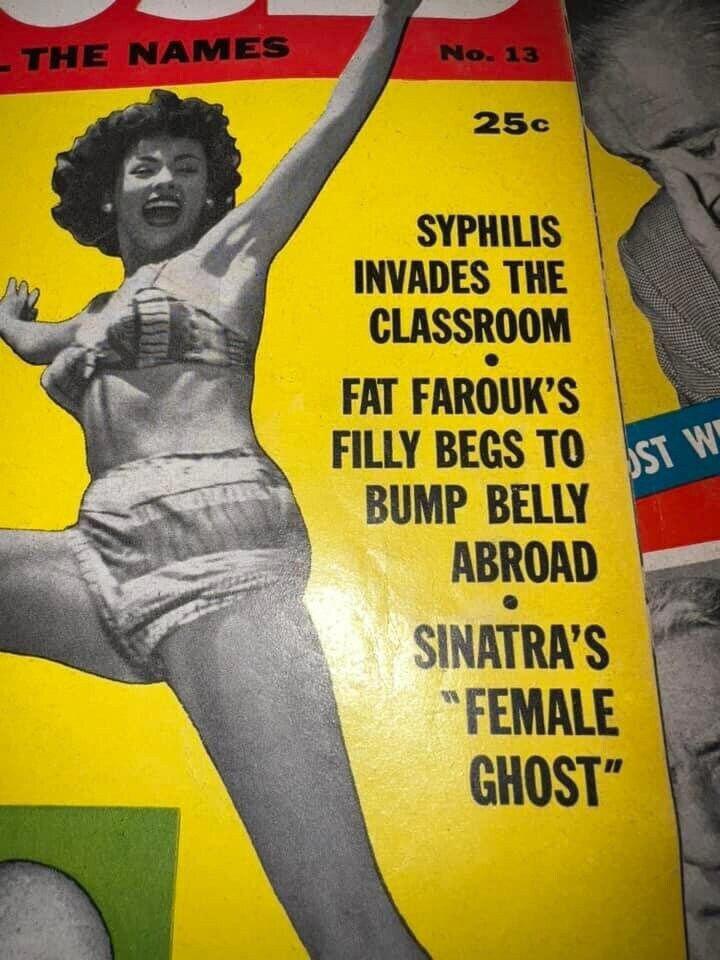 THE NAMES
No. 13
25c
SYPHILIS
INVADES THE
CLASSROOM
•
FAT FAROUK'S
FILLY BEGS TO
BUMP BELLY
ABROAD
•
SINATRA'S
"FEMALE
GHOST"